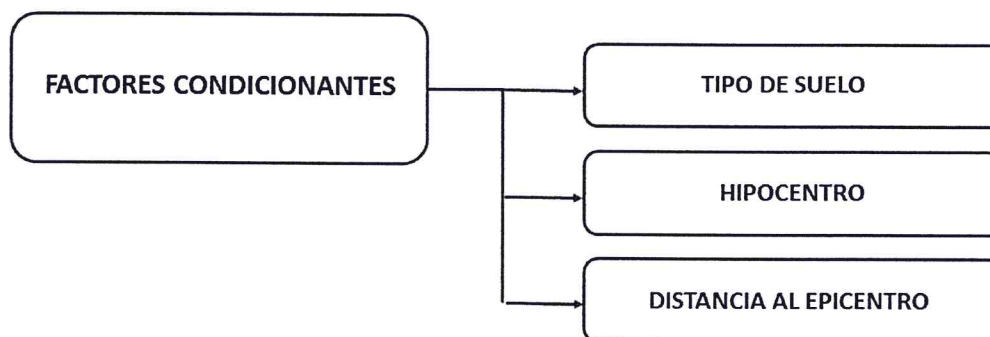 FACTORES CONDICIONANTES
TIPO DE SUELO
HIPOCENTRO
DISTANCIA AL EPICENTRO